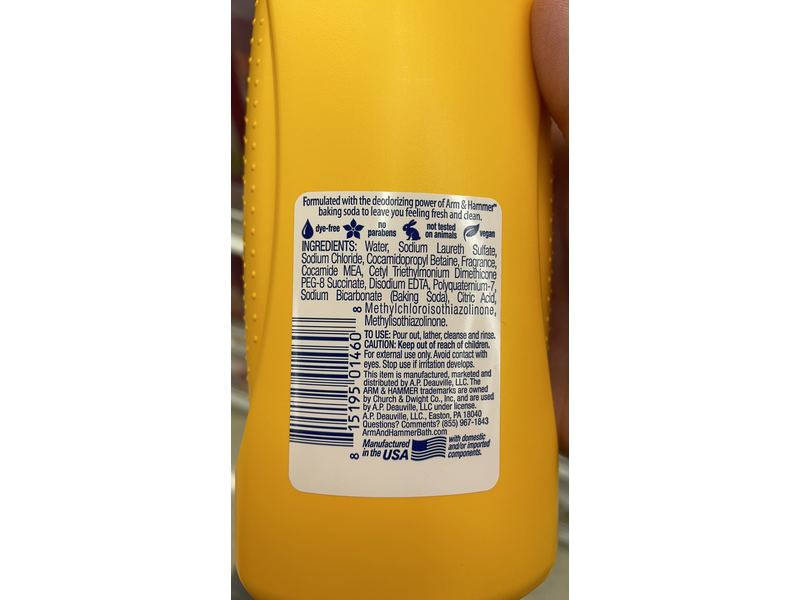 Formulated with the deodorizing power of Arm & Hammer™
baking soda to leave you feeling fresh and clean.
dye-free
no
parabens
not tested
on animals
vegan
INGREDIENTS: Water, Sodium Laureth Sulfate,
Sodium Chloride, Cocamidopropyl Betaine, Fragrance,
Cocamide MEA, Cetyl Triethylmonium Dimethicone
PEG-8 Succinate, Disodium EDTA, Polyquaternium-7,
Sodium Bicarbonate (Baking Soda), Citric Acid,
Methylchloroisothiazolinone,
Methylisothiazolinone.
TO USE: Pour out, lather, cleanse and rinse.
CAUTION: Keep out of reach of children.
For external use only. Avoid contact with
eyes. Stop use if irritation develops.
This item is manufactured, marketed and
distributed by A.P. Deauville, LLC. The
ARM & HAMMER trademarks are owned
by Church & Dwight Co., Inc, and are used
by A.P. Deauville, LLC under license.
A.P. Deauville, LLC., Easton, PA 18040
Questions? Comments? (855) 967-1843
ArmAndHammerBath.com
Manufactured
in the USA
with domestic
and/or imported
components.
8 15195 01460 8